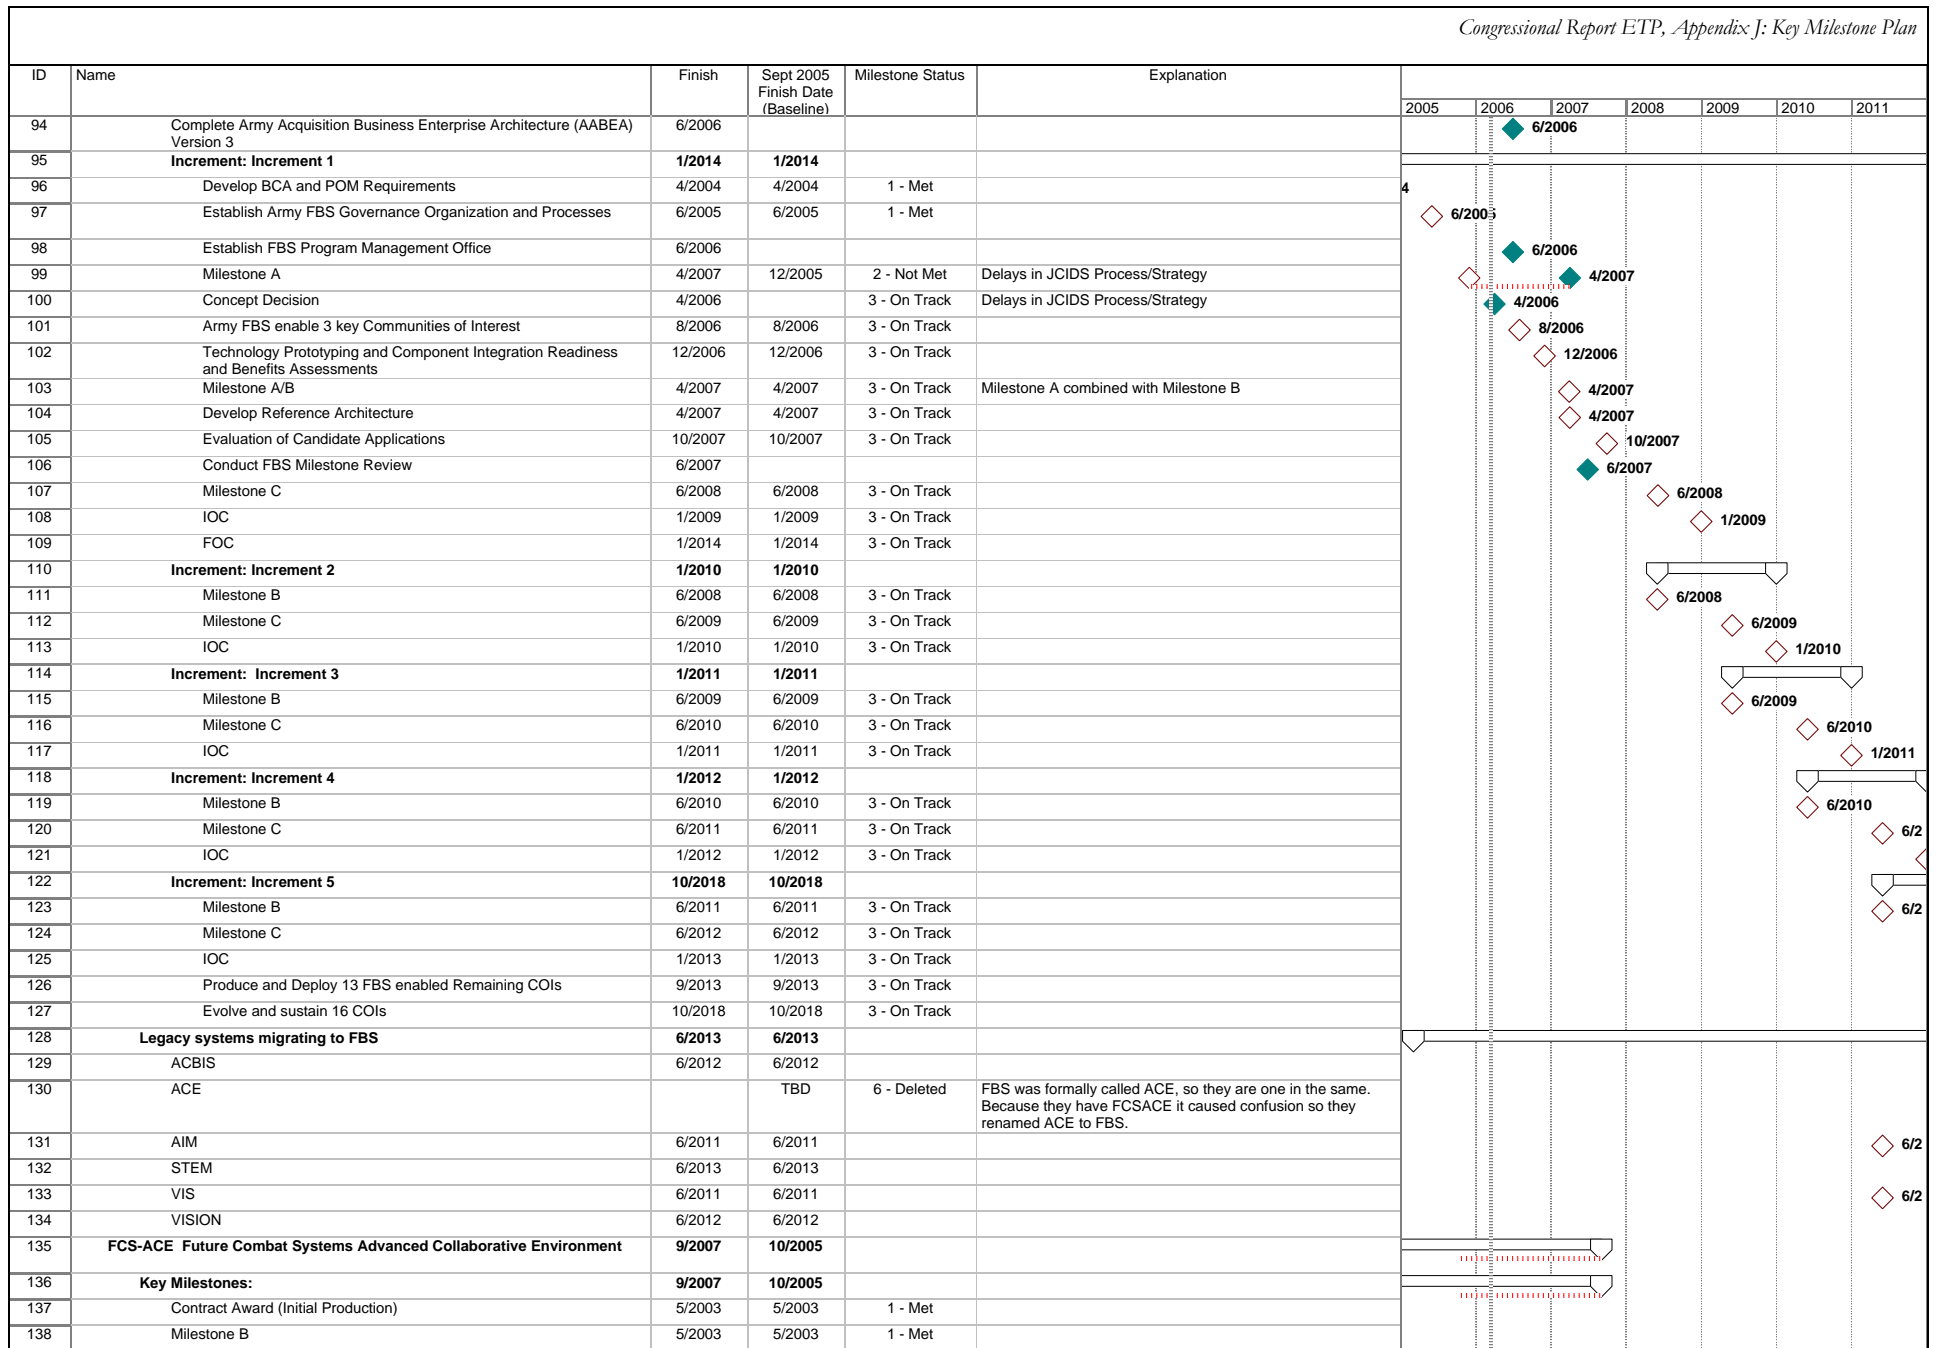 Congressional Report ETP, Appendix J: Key Milestone Plan
ID Name Finish Sept 2005 Finish Date (Baseline) Milestone Status Explanation
2005 2006 2007 2008 2009 2010 2011
94 Complete Army Acquisition Business Enterprise Architecture (AABEA) 6/2006 6/2006
Version 3
95 Increment: Increment 1 1/2014 1/2014
96 Develop BCA and POM Requirements 4/2004 4/2004 1 - Met 4
97 Establish Army FBS Governance Organization and Processes 6/2005 6/2005 1 - Met 6/2005
98 Establish FBS Program Management Office 6/2006 6/2006
99 Milestone A 4/2007 12/2005 2 - Not Met Delays in JCIDS Process/Strategy 4/2007
100 Concept Decision 4/2006 3 - On Track Delays in JCIDS Process/Strategy 4/2006
101 Army FBS enable 3 key Communities of Interest 8/2006 8/2006 3 - On Track 8/2006
102 Technology Prototyping and Component Integration Readiness 12/2006 12/2006 3 - On Track 12/2006
and Benefits Assessments
103 Milestone A/B 4/2007 4/2007 3 - On Track Milestone A combined with Milestone B 4/2007
104 Develop Reference Architecture 4/2007 4/2007 3 - On Track 4/2007
105 Evaluation of Candidate Applications 10/2007 10/2007 3 - On Track 10/2007
106 Conduct FBS Milestone Review 6/2007 6/2007
107 Milestone C 6/2008 6/2008 3 - On Track 6/2008
108 IOC 1/2009 1/2009 3 - On Track 1/2009
109 FOC 1/2014 1/2014 3 - On Track
110 Increment: Increment 2 1/2010 1/2010
111 Milestone B 6/2008 6/2008 3 - On Track 6/2008
112 Milestone C 6/2009 6/2009 3 - On Track 6/2009
113 IOC 1/2010 1/2010 3 - On Track 1/2010
114 Increment: Increment 3 1/2011 1/2011
115 Milestone B 6/2009 6/2009 3 - On Track 6/2009
116 Milestone C 6/2010 6/2010 3 - On Track 6/2010
117 IOC 1/2011 1/2011 3 - On Track 1/2011
118 Increment: Increment 4 1/2012 1/2012
119 Milestone B 6/2010 6/2010 3 - On Track 6/2010
120 Milestone C 6/2011 6/2011 3 - On Track 6/2
121 IOC 1/2012 1/2012 3 - On Track
122 Increment: Increment 5 10/2018 10/2018
123 Milestone B 6/2011 6/2011 3 - On Track 6/2
124 Milestone C 6/2012 6/2012 3 - On Track
125 IOC 1/2013 1/2013 3 - On Track
126 Produce and Deploy 13 FBS enabled Remaining COIs 9/2013 9/2013 3 - On Track
127 Evolve and sustain 16 COIs 10/2018 10/2018 3 - On Track
128 Legacy systems migrating to FBS 6/2013 6/2013
129 ACBIS 6/2012 6/2012
130 ACE TBD 6 - Deleted FBS was formally called ACE, so they are one in the same.
Because they have FCSACE it caused confusion so they
renamed ACE to FBS.
131 AIM 6/2011 6/2011 6/2
132 STEM 6/2013 6/2013
133 VIS 6/2011 6/2011 6/2
134 VISION 6/2012 6/2012
135 FCS-ACE Future Combat Systems Advanced Collaborative Environment 9/2007 10/2005
136 Key Milestones: 9/2007 10/2005
137 Contract Award (Initial Production) 5/2003 5/2003 1 - Met
138 Milestone B 5/2003 5/2003 1 - Met